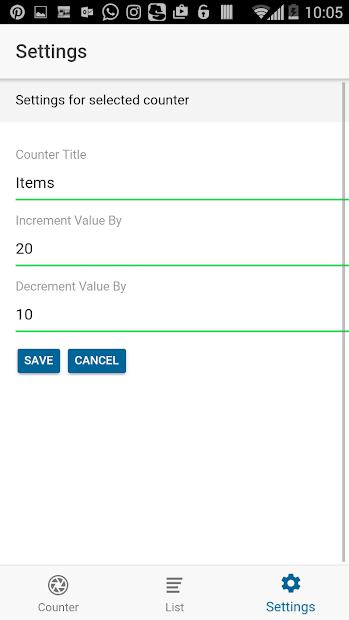 10:05
Settings
Settings for selected counter
Counter Title
Items
Increment Value By
20
Decrement Value By
10
SAVE CANCEL
Counter List Settings